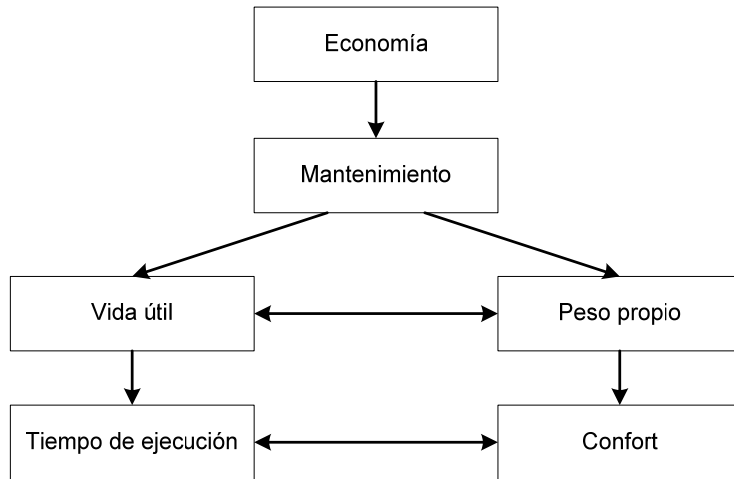 Economía
Mantenimiento
Vida útil
Peso propio
Tiempo de ejecución
Confort